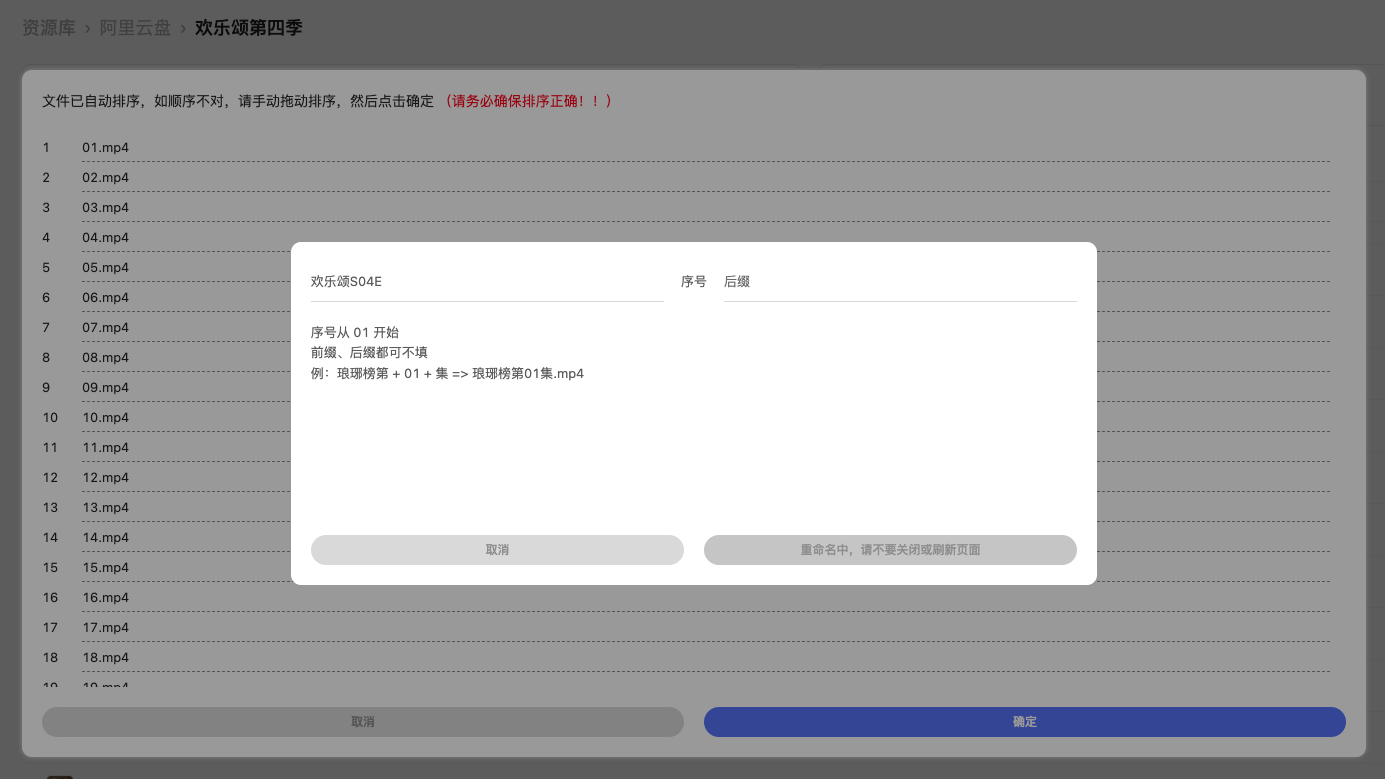 资源库 › 阿里云盘 › 欢乐颂第四季
文件已自动排序，如顺序不对，请手动拖动排序，然后点击确定 （请务必确保排序正确！！）
1 01.mp4
2 02.mp4
3 03.mp4
4 04.mp4
5 05.mp4
6 06.mp4
7 07.mp4
8 08.mp4
9 09.mp4
10 10.mp4
11 11.mp4
12 12.mp4
13 13.mp4
14 14.mp4
15 15.mp4
16 16.mp4
17 17.mp4
18 18.mp4
19 19.mp4
欢乐颂S04E 序号 后缀
序号从 01 开始
前缀、后缀都可不填
例：琅琊榜第 + 01 + 集 => 琅琊榜第01集.mp4
取消 重命名中，请不要关闭或刷新页面
取消 确定